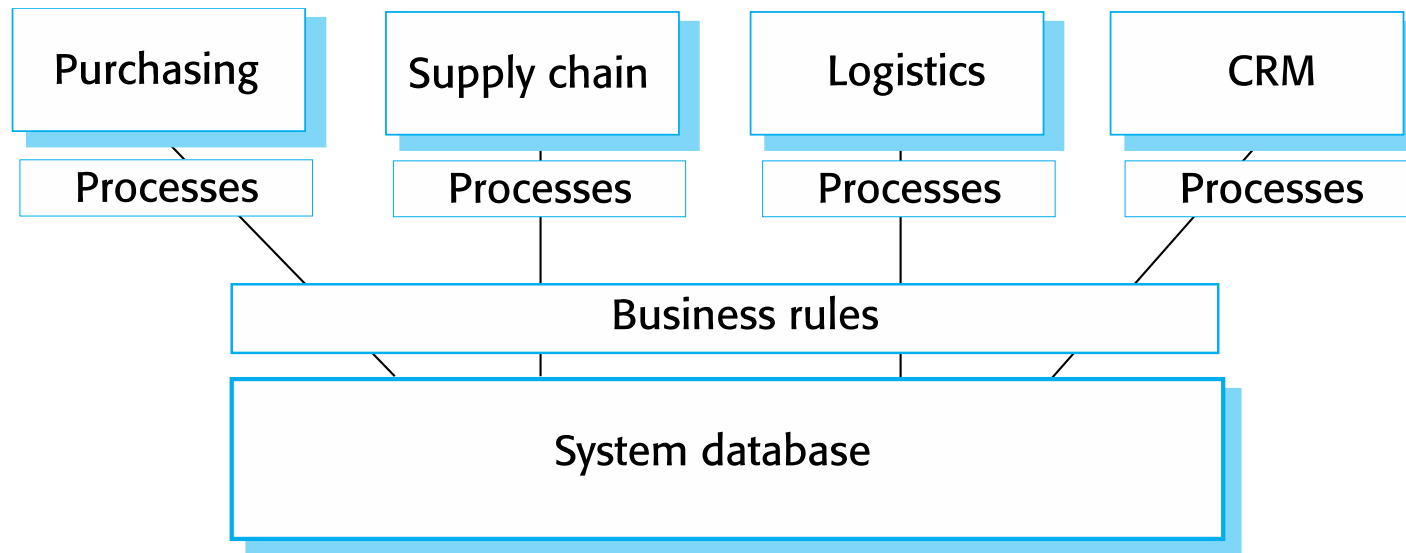 Purchasing
Supply chain
Logistics
CRM
Processes
Processes
Processes
Processes
Business rules
System database